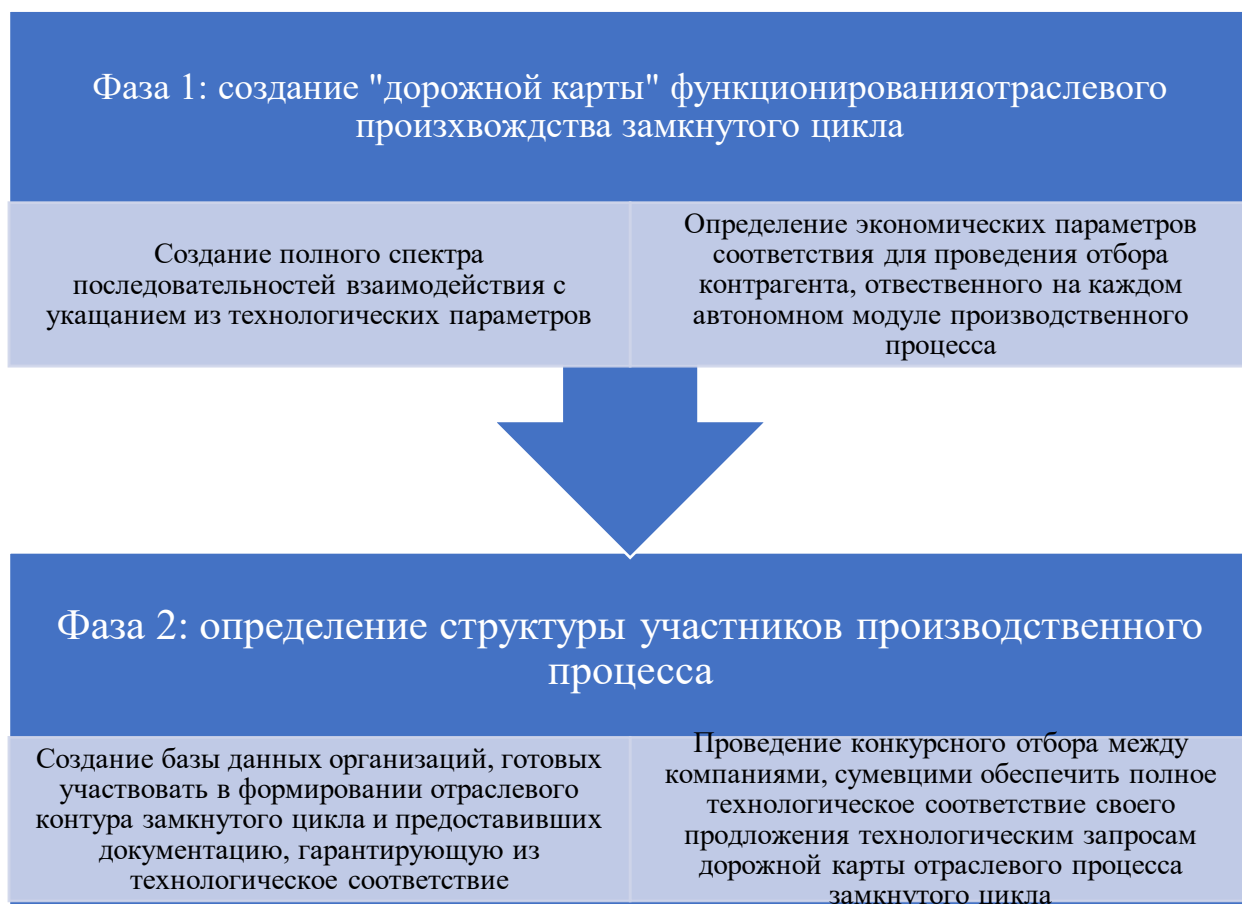 Фаза 1: создание "дорожной карты" функционированияотраслевого
произхвождства замкнутого цикла
Создание полного спектра
последовательностей взаимодействия с
укащанием из технологических параметров
Определение экономических параметров
соответствия для проведения отбора
контрагента, отвественного на каждом
автономном модуле производственного
процесса
Фаза 2: определение структуры участников производственного
процесса
Создание базы данных организаций, готовых
участвовать в формировании отраслевого
контура замкнутого цикла и предоставивших
документацию, гарантирующую из
технологическое соответствие
Проведение конкурсного отбора между
компаниями, сумевцими обеспечить полное
технологическое соответствие своего
продложения технологическим запросам
дорожной карты отраслевого процесса
замкнутого цикла